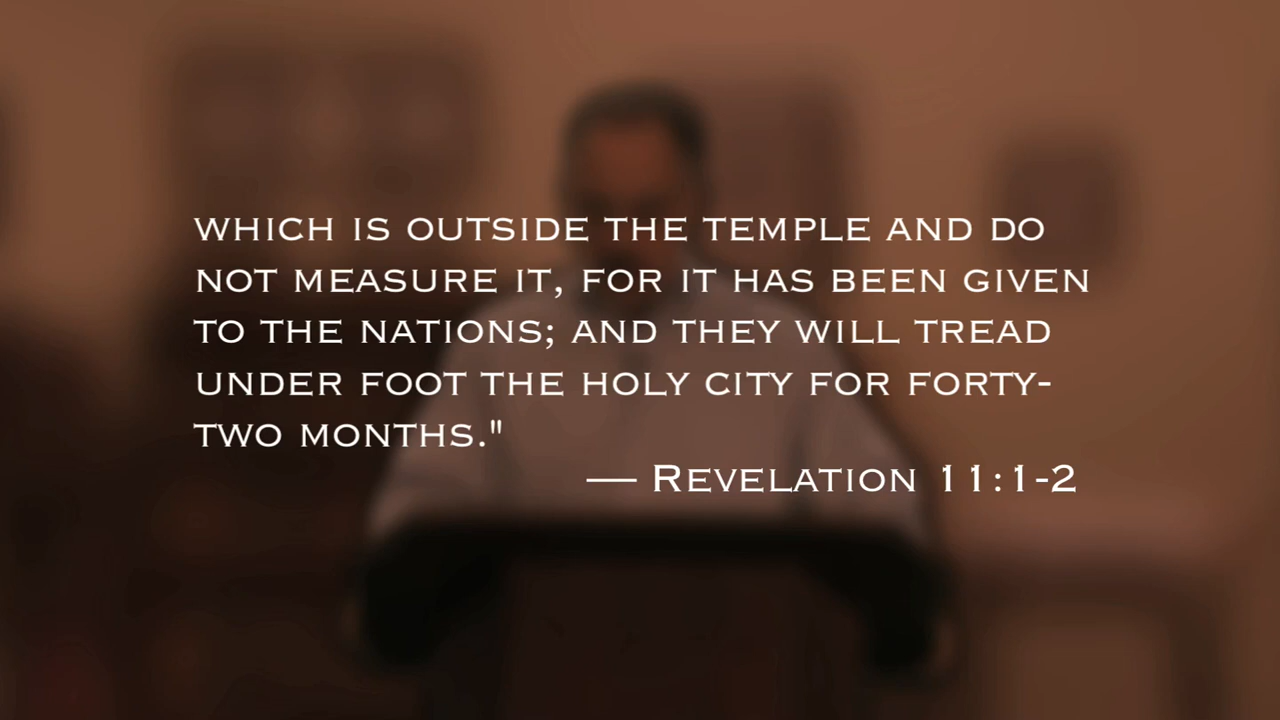 WHICH IS OUTSIDE THE TEMPLE AND DO
NOT MEASURE IT, FOR IT HAS BEEN GIVEN
TO THE NATIONS; AND THEY WILL TREAD
UNDER FOOT THE HOLY CITY FOR FORTY-
TWO MONTHS."
— REVELATION 11:1-2